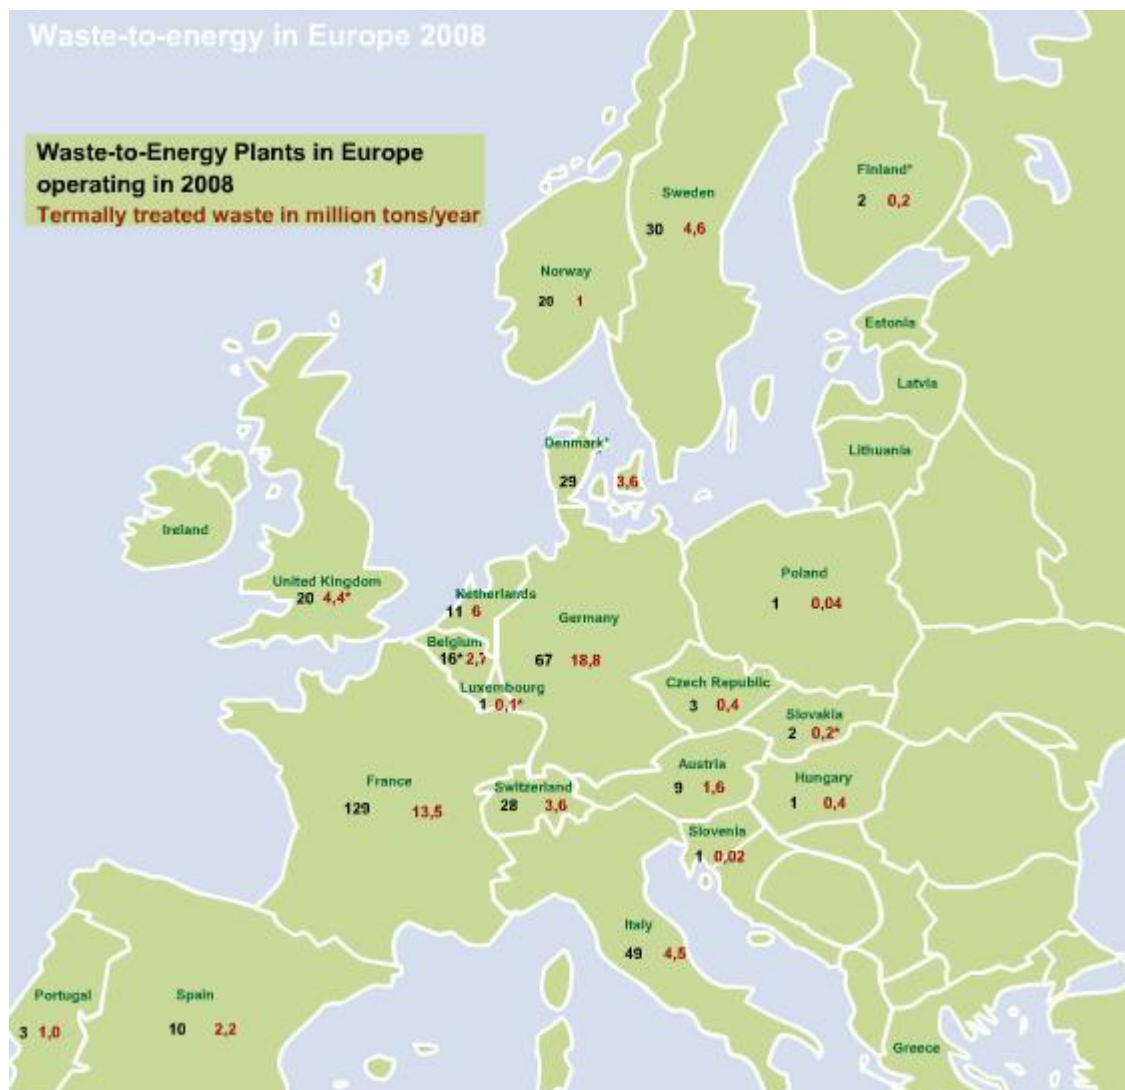 Waste-to-energy in Europe 2008
Waste-to-Energy Plants in Europe
operating in 2008
Termally treated waste in million tons/year
Finland*
2 0,2
Sweden
30 4,6
Norway
20 1
Estonia
Latvia
Denmark*
Lithuania
29 3,6
Ireland
Poland
1 0,04
United Kingdom
20 4,4*
Netherlands
11 6
Germany
67 18,8
Belgium
16* 2,7
Czech Republic
3 0,4
Luxembourg
1 0,1*
Slovakia
2 0,2*
Austria
9 1,6
Hungary
1 0,4
France
129 13,5
Switzerland
28 3,6
Slovenia
1 0,02
Italy
49 4,5
Portugal
3 1,0
Spain
10 2,2
Greece